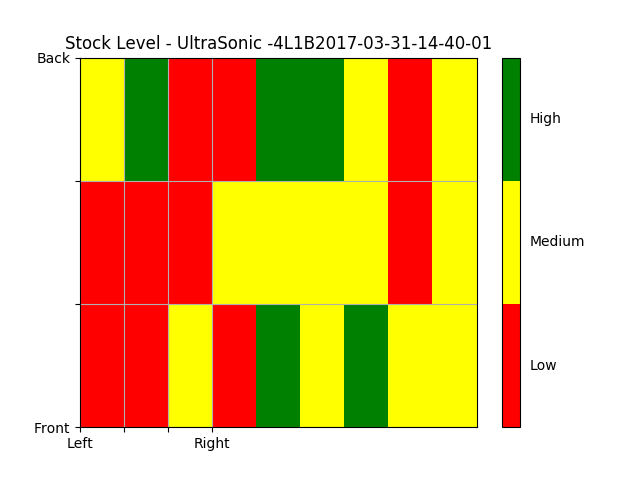 Stock Level - UltraSonic -4L1B2017-03-31-14-40-01
Back
High
Medium
Low
Front
Left
Right